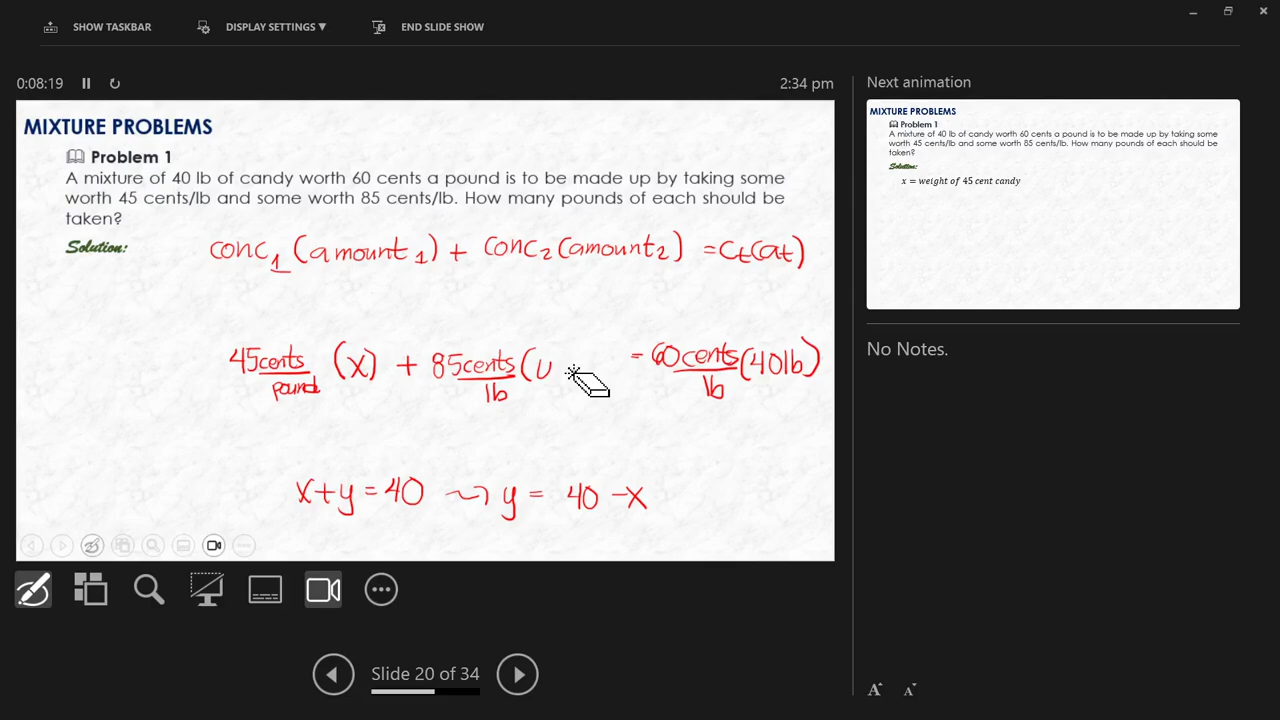 SHOW TASKBAR DISPLAY SETTINGS ▼ END SLIDE SHOW
0:08:19 2:34 pm
MIXTURE PROBLEMS
Problem 1
A mixture of 40 lb of candy worth 60 cents a pound is to be made up by taking some
worth 45 cents/lb and some worth 85 cents/lb. How many pounds of each should be
taken?
Solution:
conc₁ (amount₁) + conc₂ (amount₂) = Ct(at)
45cents/pound (x) + 85cents/lb ( = 60cents/lb (40lb)
x+y=40 ⇝ y = 40 -x
Slide 20 of 34
Next animation
MIXTURE PROBLEMS
Problem 1
A mixture of 40 lb of candy worth 60 cents a pound is to be made up by taking some
worth 45 cents/lb and some worth 85 cents/lb. How many pounds of each should be
taken?
Solution:
x = weight of 45 cent candy
No Notes.
A A